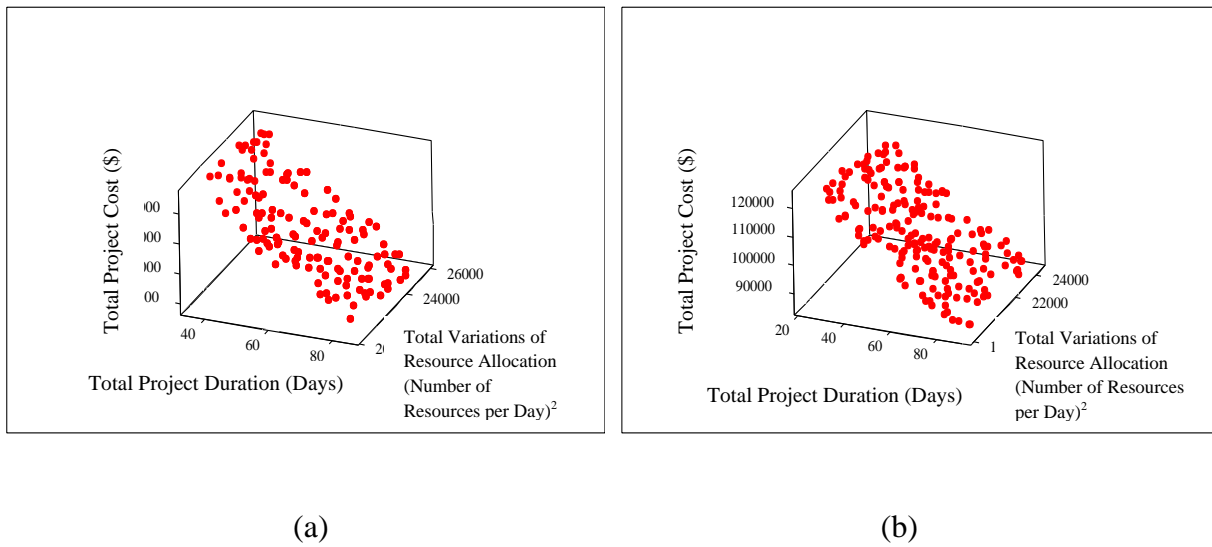 Total Project Cost ($)
000
000
000
00
40
60
80
20
24000
26000
Total Project Duration (Days)
Total Variations of
Resource Allocation
(Number of
Resources per Day)2
Total Project Cost ($)
120000
110000
100000
90000
20
40
60
80
1
22000
24000
Total Project Duration (Days)
Total Variations of
Resource Allocation
(Number of Resources
per Day)2
(a)
(b)